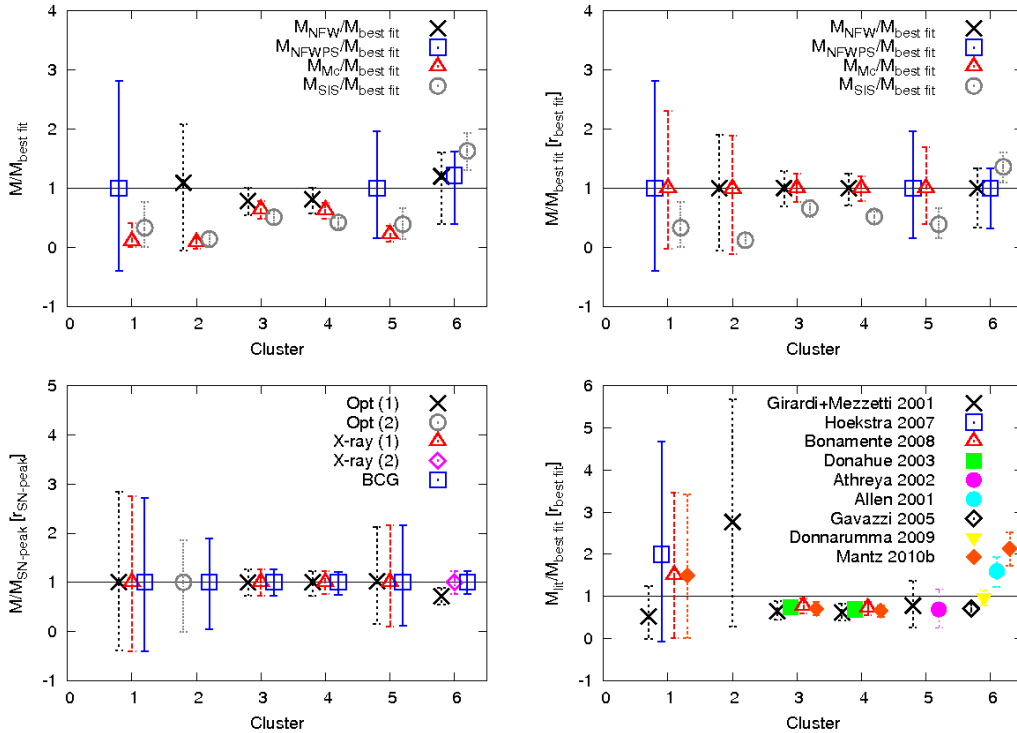 M/M_best fit
4
3
2
1
0
-1
M_NFW/M_best fit
M_NFWPS/M_best fit
M_Mc/M_best fit
M_SIS/M_best fit
0 1 2 3 4 5 6
Cluster
M/M_best fit [r_best fit]
4
3
2
1
0
-1
M_NFW/M_best fit
M_NFWPS/M_best fit
M_Mc/M_best fit
M_SIS/M_best fit
0 1 2 3 4 5 6
Cluster
M/M_SN-peak [r_SN-peak]
5
4
3
2
1
0
-1
Opt (1)
Opt (2)
X-ray (1)
X-ray (2)
BCG
0 1 2 3 4 5 6
Cluster
M_lit/M_best fit [r_best fit]
6
5
4
3
2
1
0
-1
Girardi+Mezzetti 2001
Hoekstra 2007
Bonamente 2008
Donahue 2003
Athreya 2002
Allen 2001
Gavazzi 2005
Donnarumma 2009
Mantz 2010b
0 1 2 3 4 5 6
Cluster